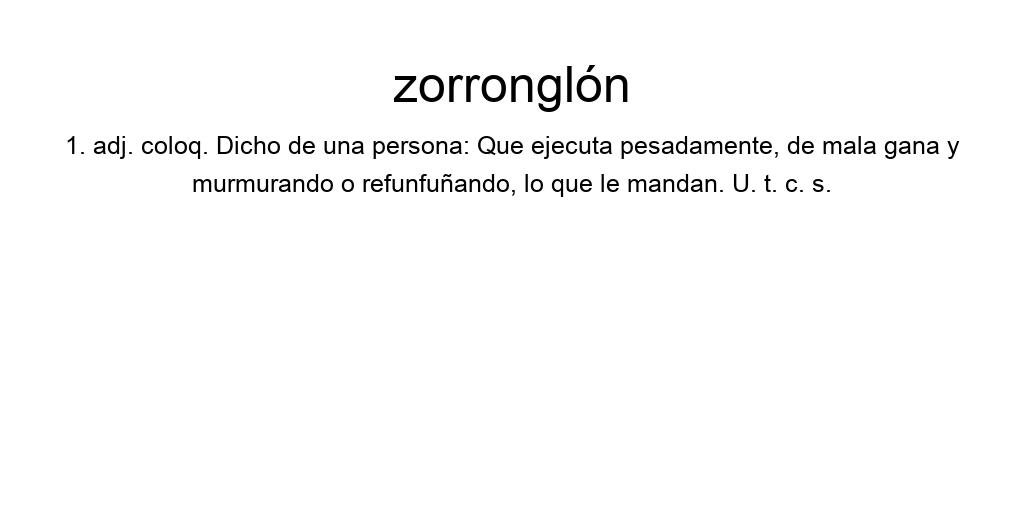 zorronglón
1. adj. coloq. Dicho de una persona: Que ejecuta pesadamente, de mala gana y
murmurando o refunfuñando, lo que le mandan. U. t. c. s.